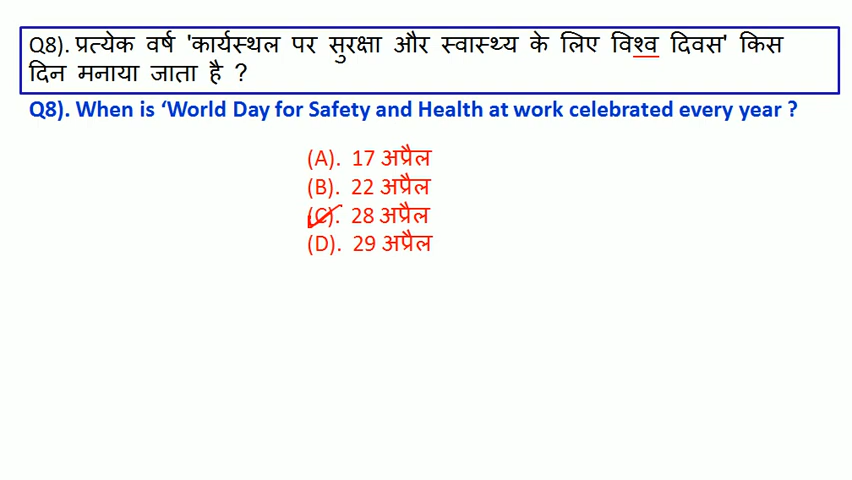 Q8). प्रत्येक वर्ष 'कार्यस्थल पर सुरक्षा और स्वास्थ्य के लिए विश्व दिवस' किस
दिन मनाया जाता है ?
Q8). When is ‘World Day for Safety and Health at work celebrated every year ?
(A). 17 अप्रैल
(B). 22 अप्रैल
(C). 28 अप्रैल
(D). 29 अप्रैल